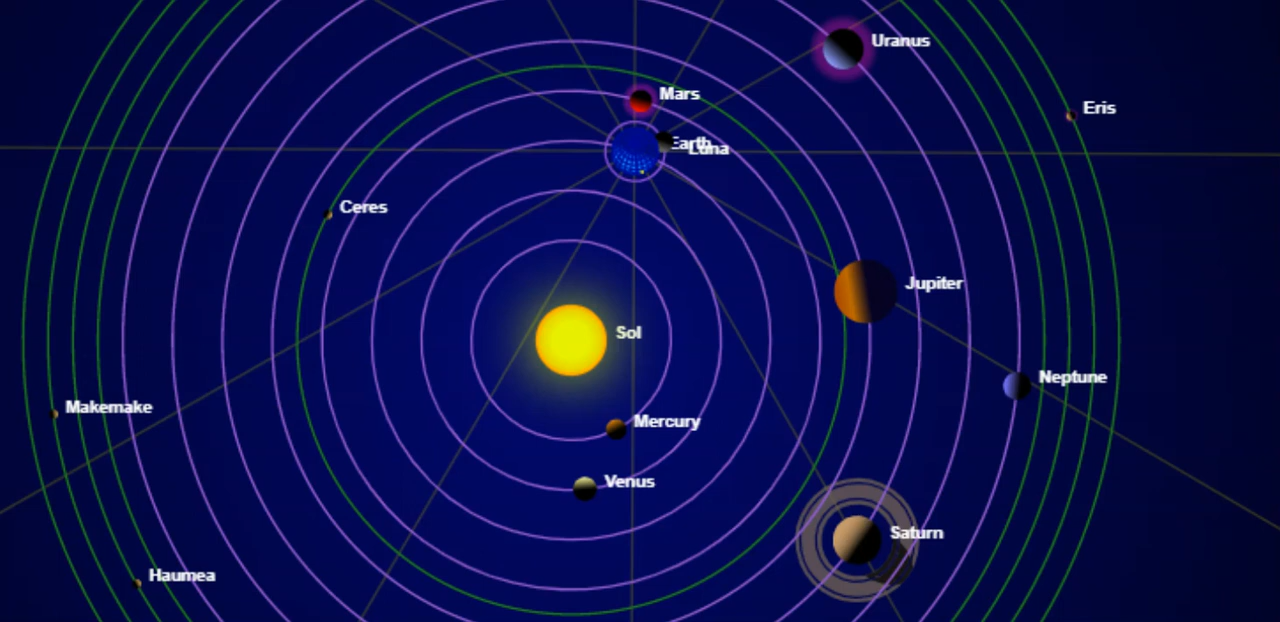 Uranus
Mars
Eris
Earth
Luna
Ceres
Jupiter
Sol
Neptune
Makemake
Mercury
Venus
Saturn
Haumea